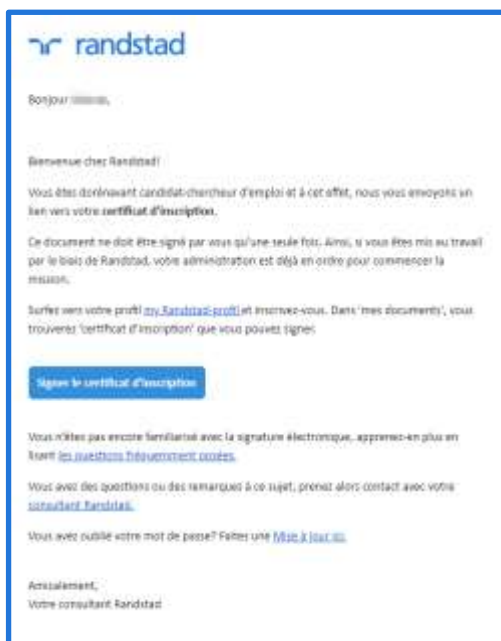 randstad
Bonjour
Bienvenue chez Randstad!
Vous êtes dorénavant candidat-chercheur d'emploi et à cet effet, nous vous envoyons un
lien vers votre certificat d'inscription.
Ce document ne doit être signé par vous qu'une seule fois. Ainsi, si vous êtes mis au travail
par le biais de Randstad, votre administration est déjà en ordre pour commencer la
mission.
Surfez vers votre profil my Randstad-profil et inscrivez-vous. Dans 'mes documents', vous
trouverez 'certificat d'inscription' que vous pouvez signer.
Signer le certificat d'inscription
Vous n'êtes pas encore familiarisé avec la signature électronique, apprenez-en plus en
lisant les questions fréquemment posées.
Vous avez des questions ou des remarques à ce sujet, prenez alors contact avec votre
consultant Randstad.
Vous avez oublié votre mot de passe? Faites une Mise à jour ici.
Amicalement,
Votre consultant Randstad